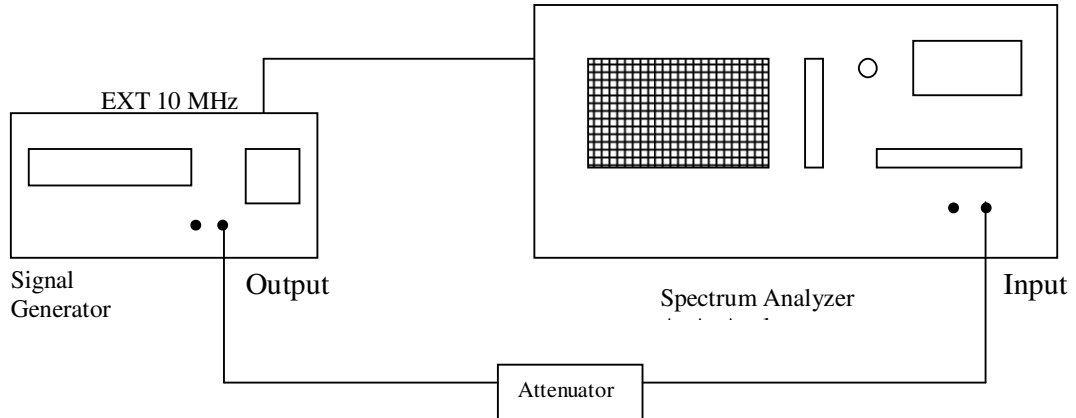 EXT 10 MHz
Signal
Generator
Output
Spectrum Analyzer
Input
Attenuator